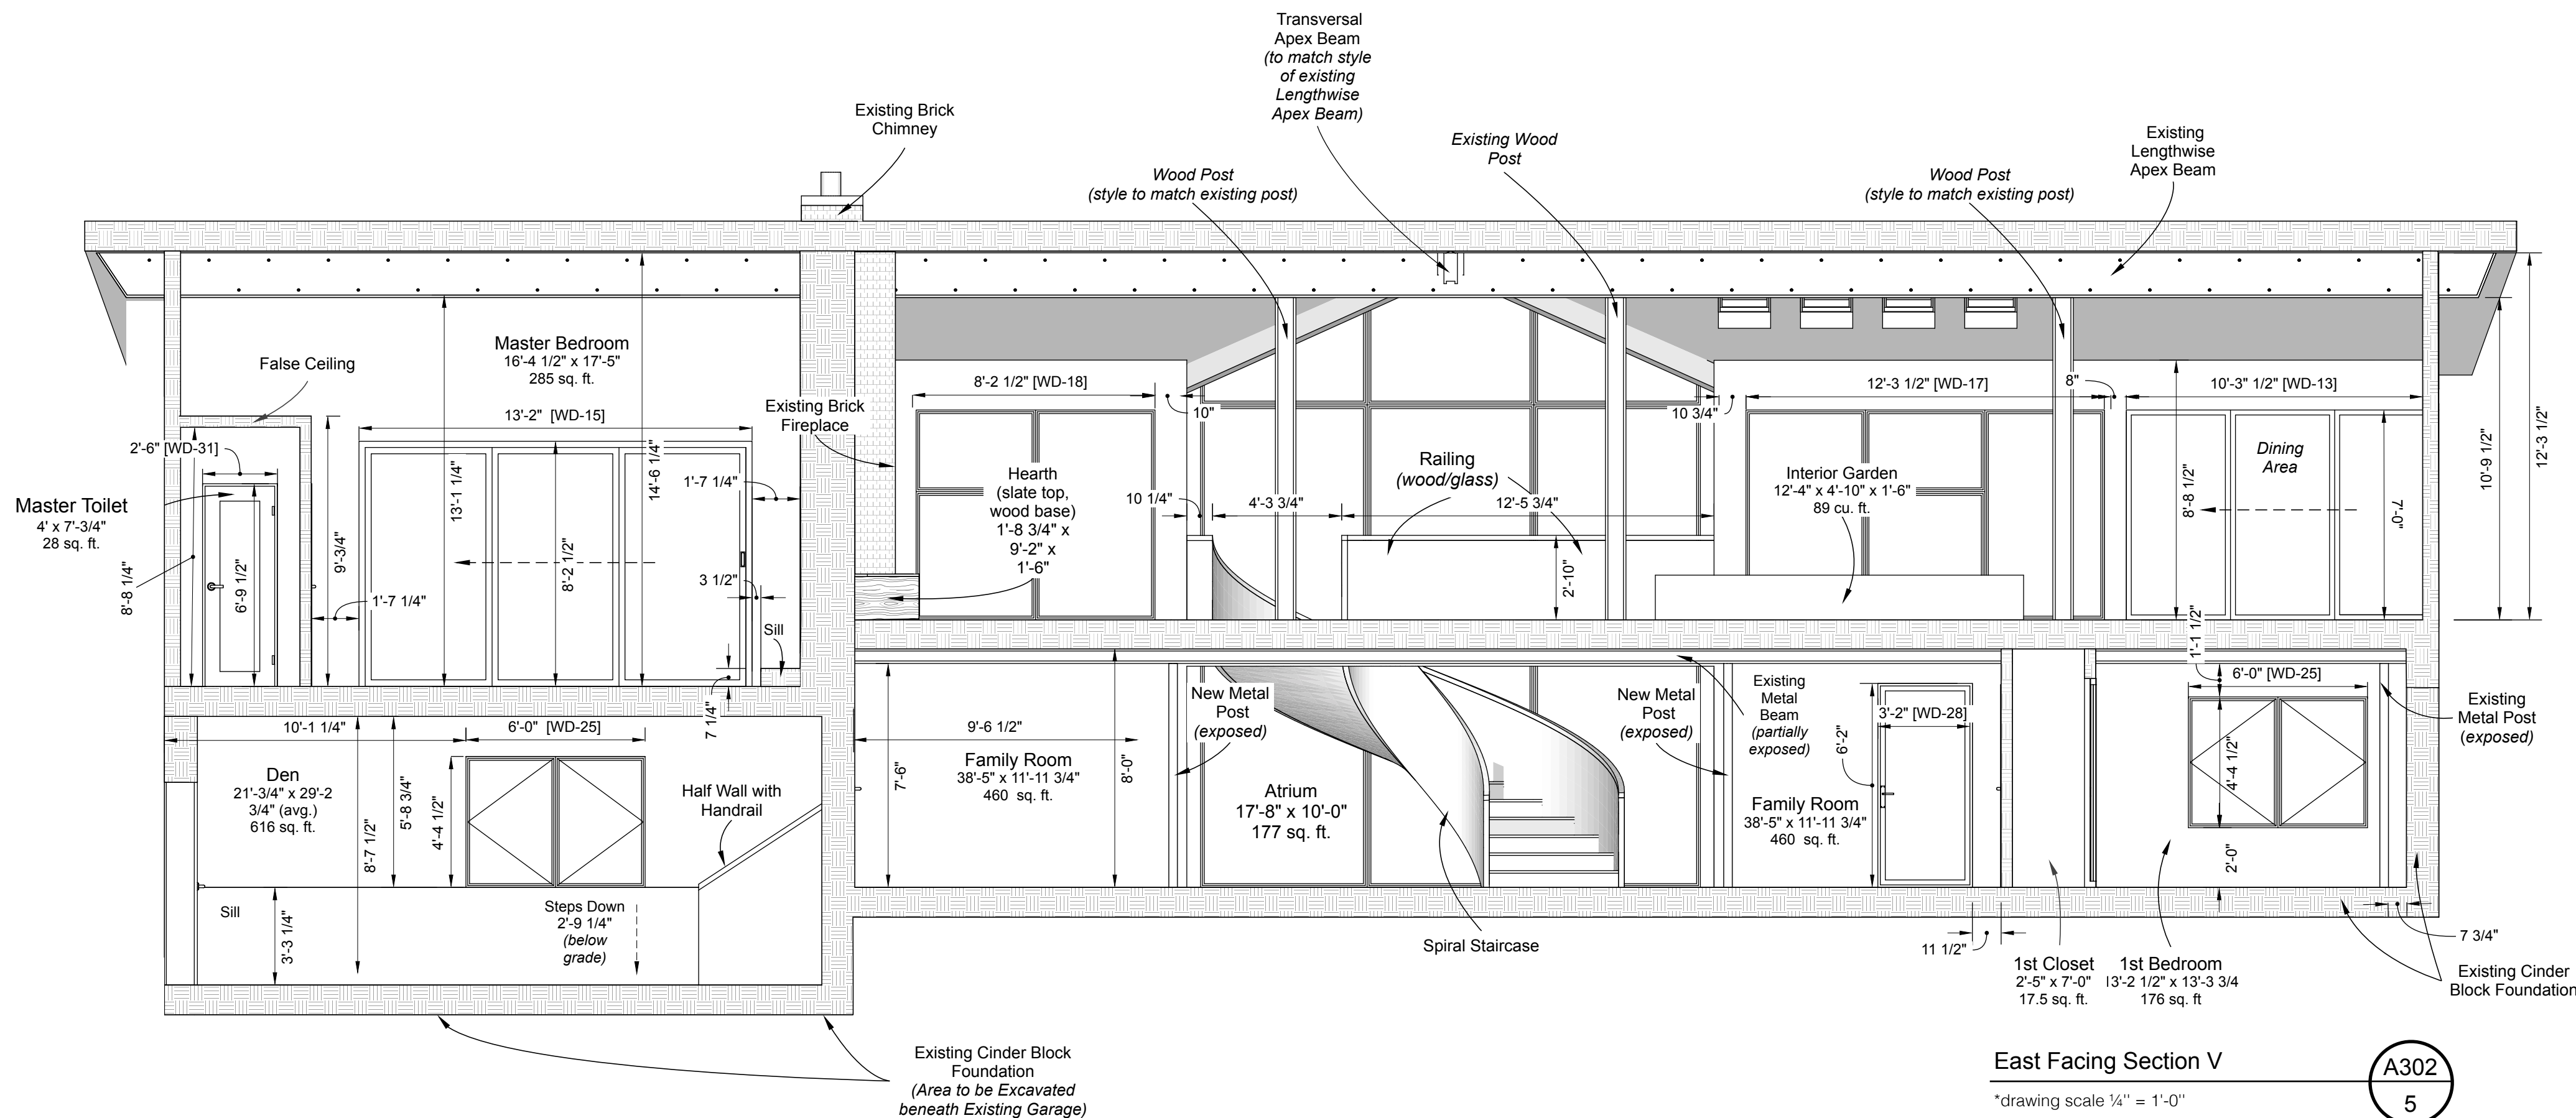 Transversal
Apex Beam
(to match style
of existing
Lengthwise
Apex Beam)
Existing Brick
Chimney
Existing Wood
Post
Wood Post
(style to match existing post)
Wood Post
(style to match existing post)
Existing
Lengthwise
Apex Beam
Master Bedroom
16'-4 1/2" x 17'-5"
285 sq. ft.
False Ceiling
13'-2" [WD-15]
Existing Brick
Fireplace
8'-2 1/2" [WD-18]
10"
10 3/4"
12'-3 1/2" [WD-17]
8"
10'-3" 1/2" [WD-13]
12'-3 1/2"
10'-9 1/2"
2'-6" [WD-31]
Master Toilet
4' x 7'-3/4"
28 sq. ft.
8'-8 1/4"
6'-9 1/2"
9'-3/4"
1'-7 1/4"
13'-1 1/4"
8'-2 1/2"
14'-6 1/4"
1'-7 1/4"
3 1/2"
Sill
7 1/4"
Hearth
(slate top,
wood base)
1'-8 3/4" x
9'-2" x
1'-6"
10 1/4"
4'-3 3/4"
Railing
(wood/glass)
12'-5 3/4"
2'-10"
Interior Garden
12'-4" x 4'-10" x 1'-6"
89 cu. ft.
8'-8 1/2"
Dining
Area
7'-0"
1'-1 1/2"
10'-1 1/4"
6'-0" [WD-25]
Den
21'-3/4" x 29'-2
3/4" (avg.)
616 sq. ft.
8'-7 1/2"
5'-8 3/4"
4'-4 1/2"
Half Wall with
Handrail
Sill
3'-3 1/4"
Steps Down
2'-9 1/4"
(below
grade)
9'-6 1/2"
Family Room
38'-5" x 11'-11 3/4"
460 sq. ft.
7'-6"
8'-0"
New Metal
Post
(exposed)
Atrium
17'-8" x 10'-0"
177 sq. ft.
New Metal
Post
(exposed)
Existing
Metal
Beam
(partially
exposed)
3'-2" [WD-28]
6'-2"
Family Room
38'-5" x 11'-11 3/4"
460 sq. ft.
6'-0" [WD-25]
4'-4 1/2"
2'-0"
Existing
Metal Post
(exposed)
Spiral Staircase
11 1/2"
1st Closet
2'-5" x 7'-0"
17.5 sq. ft.
1st Bedroom
13'-2 1/2" x 13'-3 3/4
176 sq. ft
7 3/4"
Existing Cinder
Block Foundation
Existing Cinder Block
Foundation
(Area to be Excavated
beneath Existing Garage)
East Facing Section V
A302
5
*drawing scale ¼" = 1'-0"